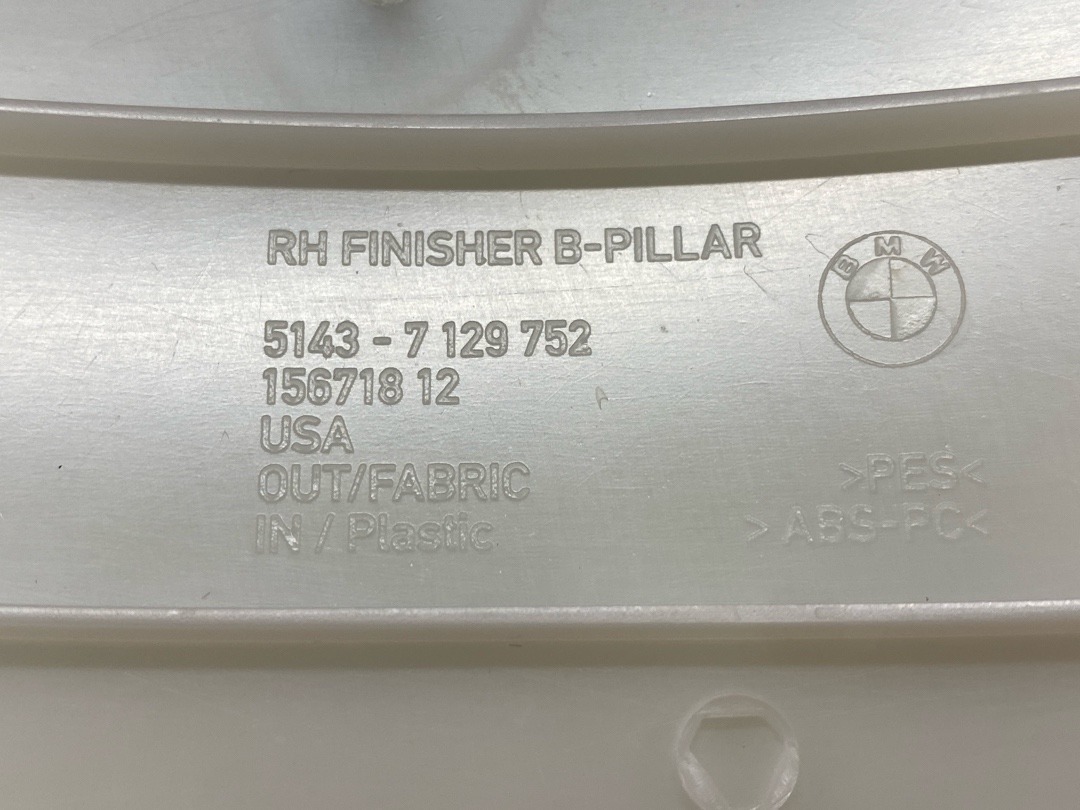 RH FINISHER B-PILLAR
BMW
5143 - 7 129 752
156718 12
USA
OUT/FABRIC
IN / Plastic
>PES<
>ABS-PC<
A